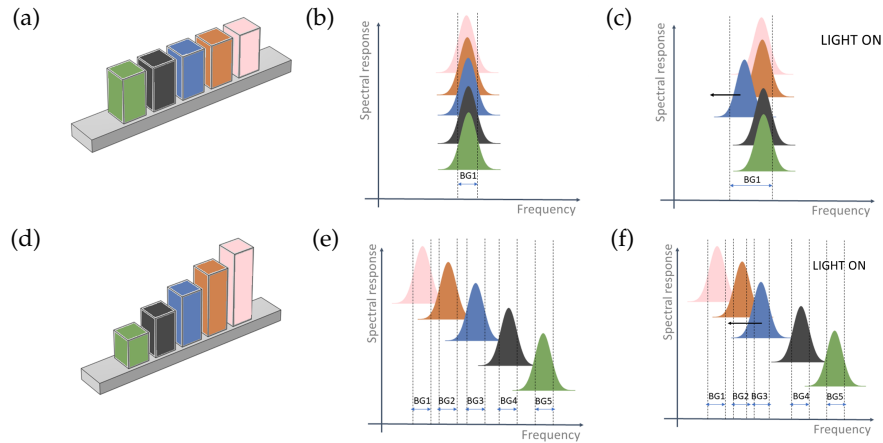 (a)
(b)
Spectral response
BG1
Frequency
(c)
Spectral response
LIGHT ON
BG1
Frequency
(d)
(e)
Spectral response
BG1 BG2 BG3 BG4 BG5
Frequency
(f)
Spectral response
LIGHT ON
BG1 BG2 BG3 BG4 BG5
Frequency